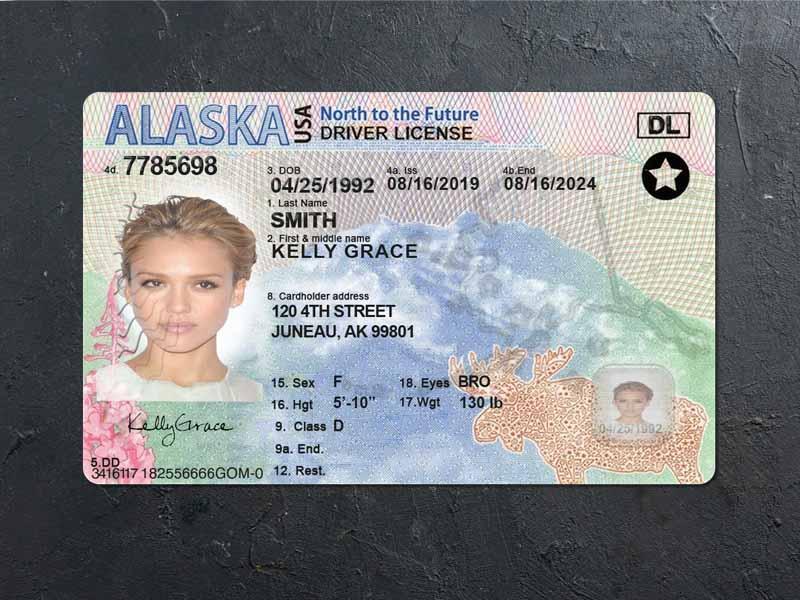 ALASKA USA North to the Future
DRIVER LICENSE
DL
4d. 7785698
3. DOB 4a. Iss 4b.End
04/25/1992 08/16/2019 08/16/2024
1. Last Name
SMITH
2. First & middle name
KELLY GRACE
8. Cardholder address
120 4TH STREET
JUNEAU, AK 99801
15. Sex F 18. Eyes BRO
16. Hgt 5'-10" 17.Wgt 130 lb
9. Class D
9a. End.
12. Rest.
KellyGrace
04/25/1992
5.DD
3416117 182556666GOM-0